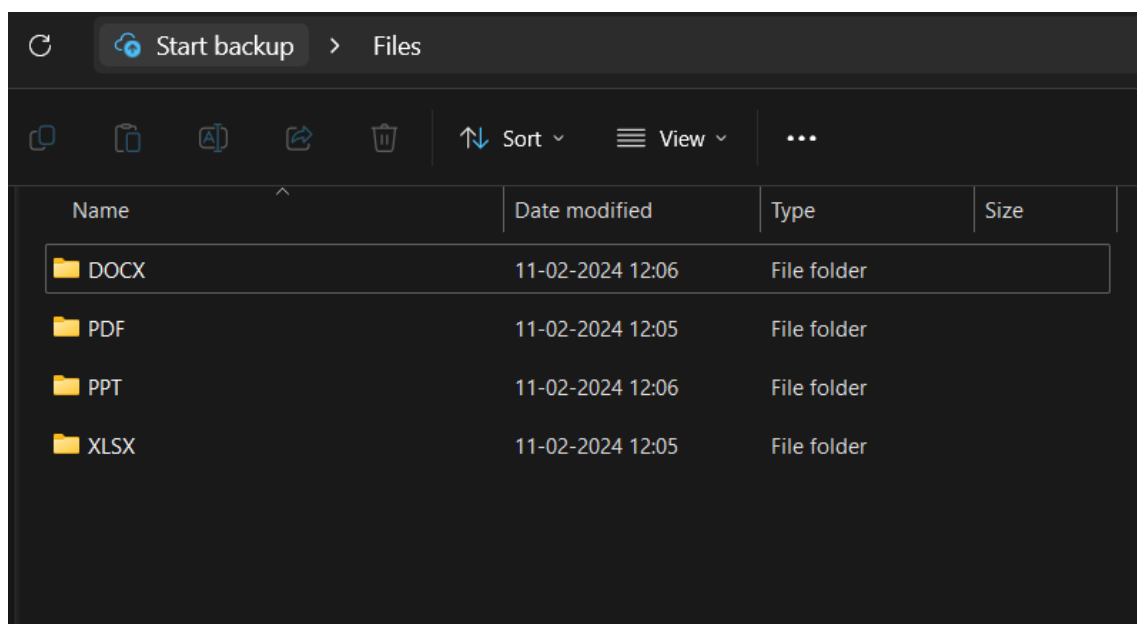 Start backup > Files
Sort View
Name Date modified Type Size
DOCX 11-02-2024 12:06 File folder
PDF 11-02-2024 12:05 File folder
PPT 11-02-2024 12:06 File folder
XLSX 11-02-2024 12:05 File folder